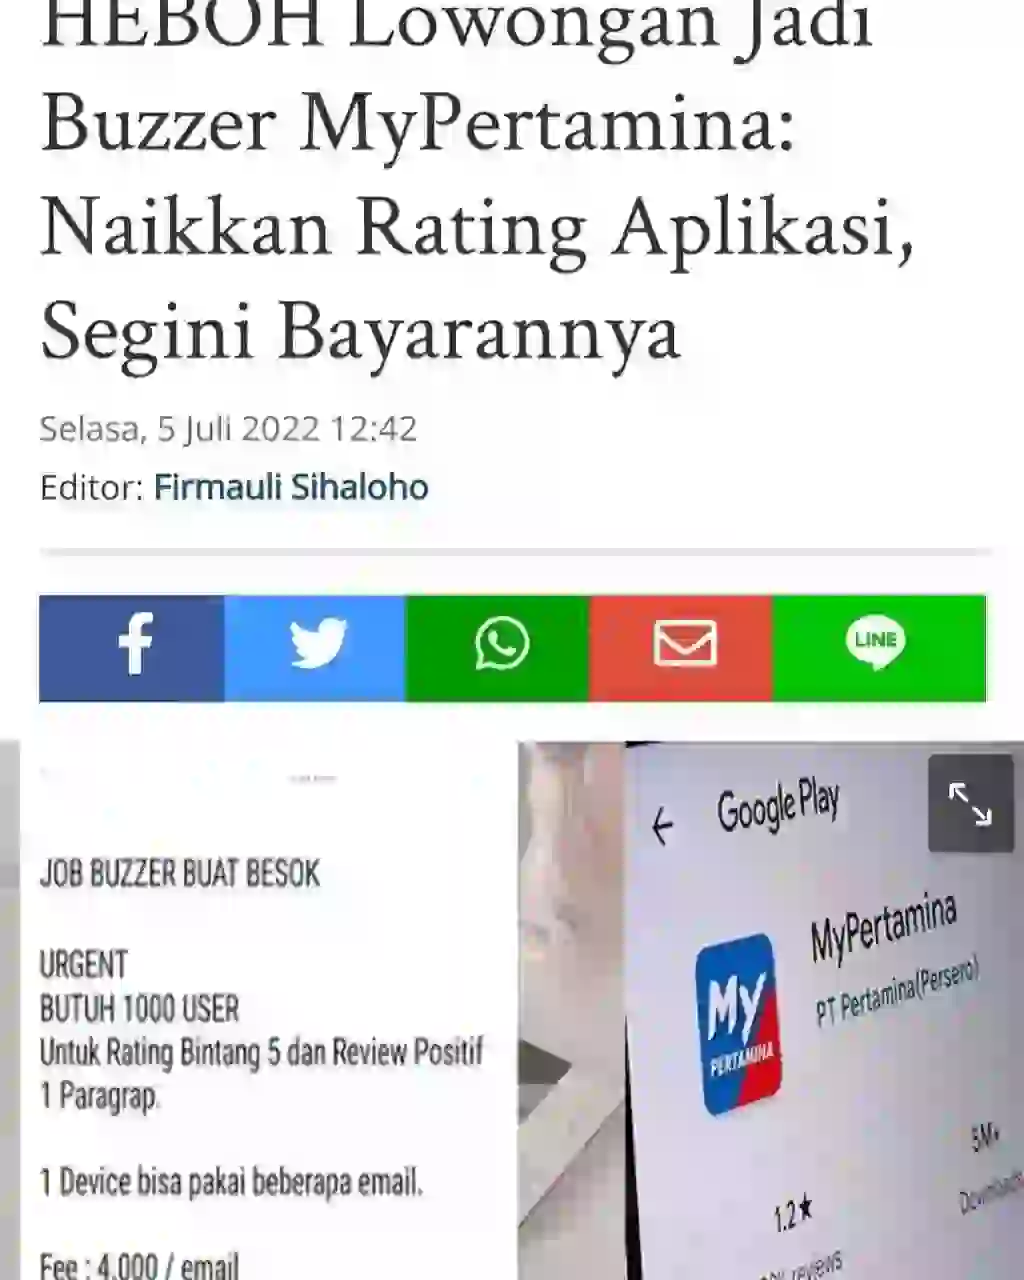 HEBOH Lowongan Jadi
Buzzer MyPertamina:
Naikkan Rating Aplikasi,
Segini Bayarannya
Selasa, 5 Juli 2022 12:42
Editor: Firmauli Sihaloho
LINE
JOB BUZZER BUAT BESOK
URGENT
BUTUH 1000 USER
Untuk Rating Bintang 5 dan Review Positif
1 Paragrap.
1 Device bisa pakai beberapa email.
Fee : 4.000 / email
Google Play
MyPertamina
PT Pertamina(Persero)
My
PERTAMINA
5M+
Downloads
1.2★
reviews